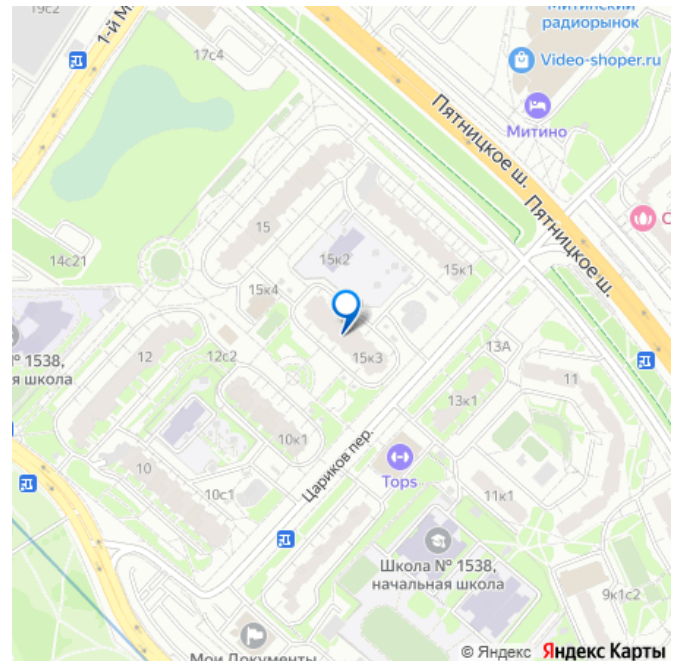 19с2
1-й М
17с4
Митинский
радиорынок
Video-shoper.ru
Митино
Пятницкое ш.
Пятницкое ш.
С
15
15к2
15к1
14с21
15к4
№ 1538,
я школа
12
12с2
15к3
13А
11
13к1
10к1
Цариков пер.
Tops
10
10с1
11к1
Школа № 1538,
начальная школа
9к1с2
Мои Документы
© Яндекс Яндекс Карты